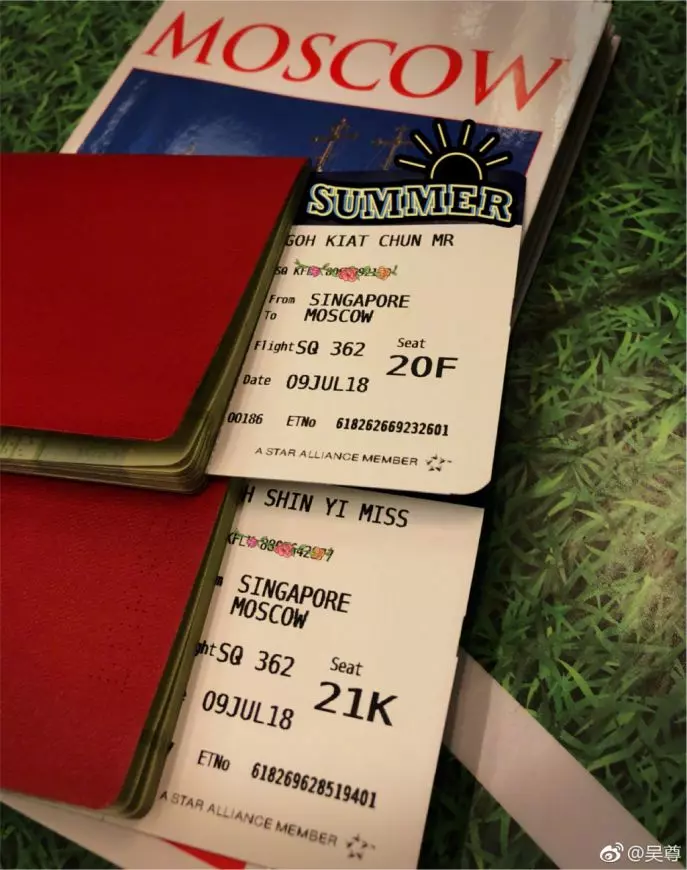 MOSCOW
SUMMER
GOH KIAT CHUN MR
From SINGAPORE
To MOSCOW
Flight SQ 362 Seat
20F
Date 09JUL18
00186 ETNo 618262669232601
A STAR ALLIANCE MEMBER
H SHIN YI MISS
SINGAPORE
MOSCOW
ght SQ 362 Seat
21K
09JUL18
ETNo 618269628519401
A STAR ALLIANCE MEMBER
@吴尊